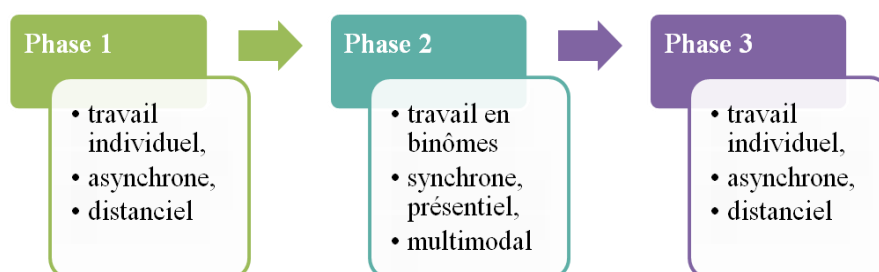 Phase 1
• travail
individuel,
• asynchrone,
• distanciel
Phase 2
• travail en
binômes
• synchrone,
présentiel,
• multimodal
Phase 3
• travail
individuel,
• asynchrone,
• distanciel